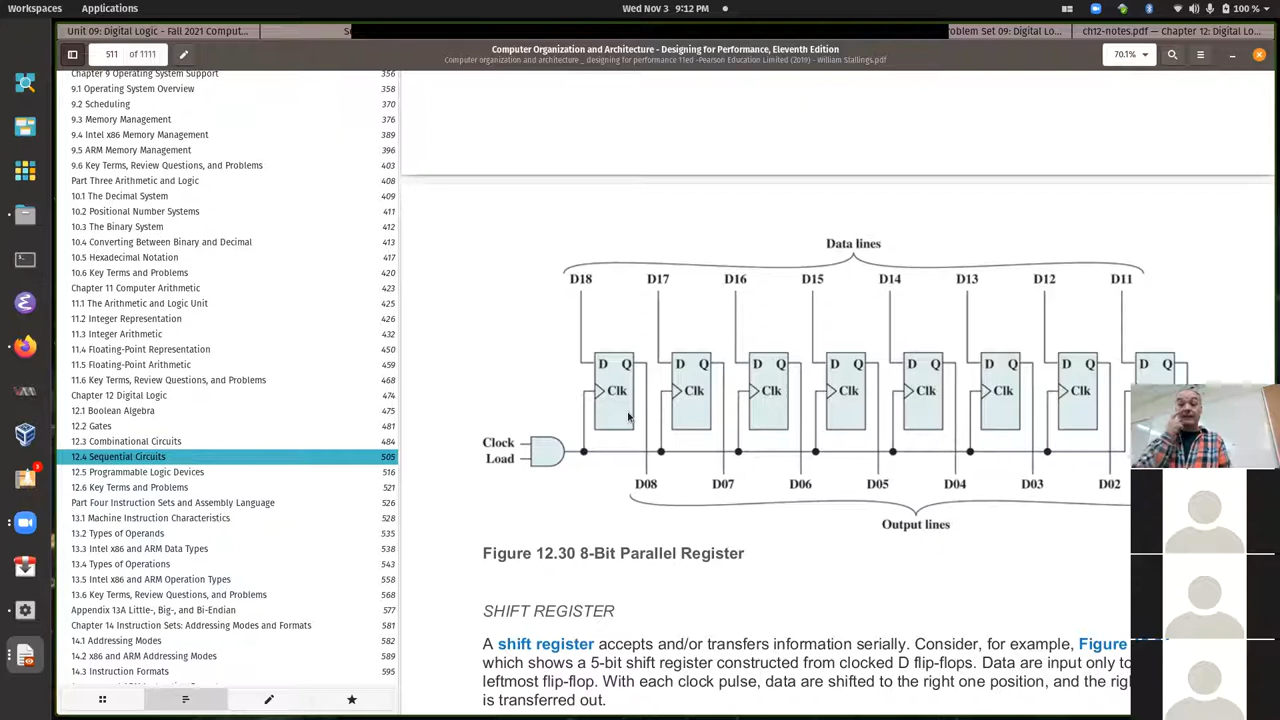 Workspaces Applications Wed Nov 3 9:12 PM 100 %
Unit 09: Digital Logic - Fall 2021 Comput... oblem Set 09: Digital Lo... ch12-notes.pdf — Chapter 12: Digital Lo...
511 of 1111 Computer Organization and Architecture - Designing for Performance, Eleventh Edition 70.1%
Computer organization and architecture _ designing for performance 11ed -Pearson Education Limited (2019) - William Stallings.pdf
Chapter 9 Operating System Support 356
9.1 Operating System Overview 358
9.2 Scheduling 370
9.3 Memory Management 376
9.4 Intel x86 Memory Management 389
9.5 ARM Memory Management 396
9.6 Key Terms, Review Questions, and Problems 403
Part Three Arithmetic and Logic 408
10.1 The Decimal System 409
10.2 Positional Number Systems 411
10.3 The Binary System 412
10.4 Converting Between Binary and Decimal 413
10.5 Hexadecimal Notation 417
10.6 Key Terms and Problems 420
Chapter 11 Computer Arithmetic 423
11.1 The Arithmetic and Logic Unit 425
11.2 Integer Representation 426
11.3 Integer Arithmetic 432
11.4 Floating-Point Representation 450
11.5 Floating-Point Arithmetic 459
11.6 Key Terms, Review Questions, and Problems 468
Chapter 12 Digital Logic 474
12.1 Boolean Algebra 475
12.2 Gates 481
12.3 Combinational Circuits 484
12.4 Sequential Circuits 505
12.5 Programmable Logic Devices 516
12.6 Key Terms and Problems 521
Part Four Instruction Sets and Assembly Language 526
13.1 Machine Instruction Characteristics 528
13.2 Types of Operands 535
13.3 Intel x86 and ARM Data Types 538
13.4 Types of Operations 543
13.5 Intel x86 and ARM Operation Types 558
13.6 Key Terms, Review Questions, and Problems 568
Appendix 13A Little-, Big-, and Bi-Endian 577
Chapter 14 Instruction Sets: Addressing Modes and Formats 581
14.1 Addressing Modes 582
14.2 x86 and ARM Addressing Modes 589
14.3 Instruction Formats 595
Data lines
D18 D17 D16 D15 D14 D13 D12 D11
D Q D Q D Q D Q D Q D Q D Q D Q
Clk Clk Clk Clk Clk Clk Clk
Clock
Load
D08 D07 D06 D05 D04 D03 D02
Output lines
Figure 12.30 8-Bit Parallel Register
SHIFT REGISTER
A shift register accepts and/or transfers information serially. Consider, for example, Figure
which shows a 5-bit shift register constructed from clocked D flip-flops. Data are input only to
leftmost flip-flop. With each clock pulse, data are shifted to the right one position, and the
is transferred out.